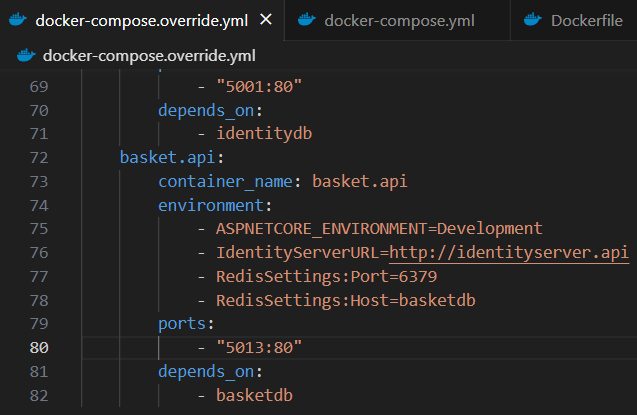 docker-compose.override.yml docker-compose.yml Dockerfile
docker-compose.override.yml
69 - "5001:80"
70 depends_on:
71 - identitydb
72 basket.api:
73 container_name: basket.api
74 environment:
75 - ASPNETCORE_ENVIRONMENT=Development
76 - IdentityServerURL=http://identityserver.api
77 - RedisSettings:Port=6379
78 - RedisSettings:Host=basketdb
79 ports:
80 - "5013:80"
81 depends_on:
82 - basketdb